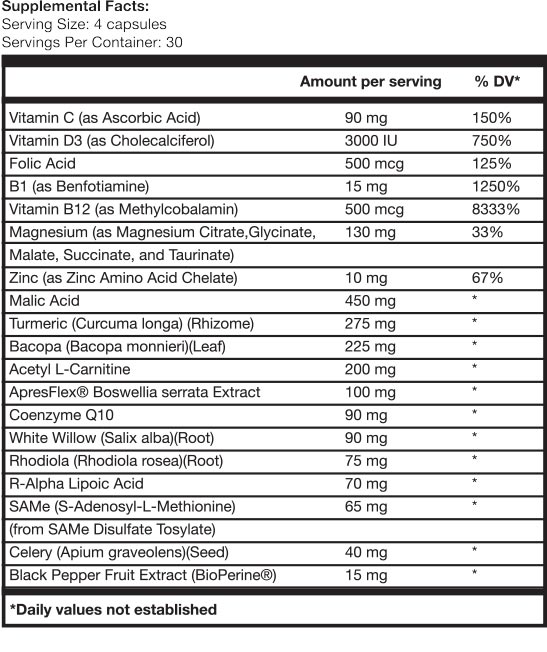 Supplemental Facts:
Serving Size: 4 capsules
Servings Per Container: 30
Amount per serving % DV*
Vitamin C (as Ascorbic Acid) 90 mg 150%
Vitamin D3 (as Cholecalciferol) 3000 IU 750%
Folic Acid 500 mcg 125%
B1 (as Benfotiamine) 15 mg 1250%
Vitamin B12 (as Methylcobalamin) 500 mcg 8333%
Magnesium (as Magnesium Citrate,Glycinate, 130 mg 33%
Malate, Succinate, and Taurinate)
Zinc (as Zinc Amino Acid Chelate) 10 mg 67%
Malic Acid 450 mg *
Turmeric (Curcuma longa) (Rhizome) 275 mg *
Bacopa (Bacopa monnieri)(Leaf) 225 mg *
Acetyl L-Carnitine 200 mg *
ApresFlex® Boswellia serrata Extract 100 mg *
Coenzyme Q10 90 mg *
White Willow (Salix alba)(Root) 90 mg *
Rhodiola (Rhodiola rosea)(Root) 75 mg *
R-Alpha Lipoic Acid 70 mg *
SAMe (S-Adenosyl-L-Methionine) 65 mg *
(from SAMe Disulfate Tosylate)
Celery (Apium graveolens)(Seed) 40 mg *
Black Pepper Fruit Extract (BioPerine®) 15 mg *
*Daily values not established